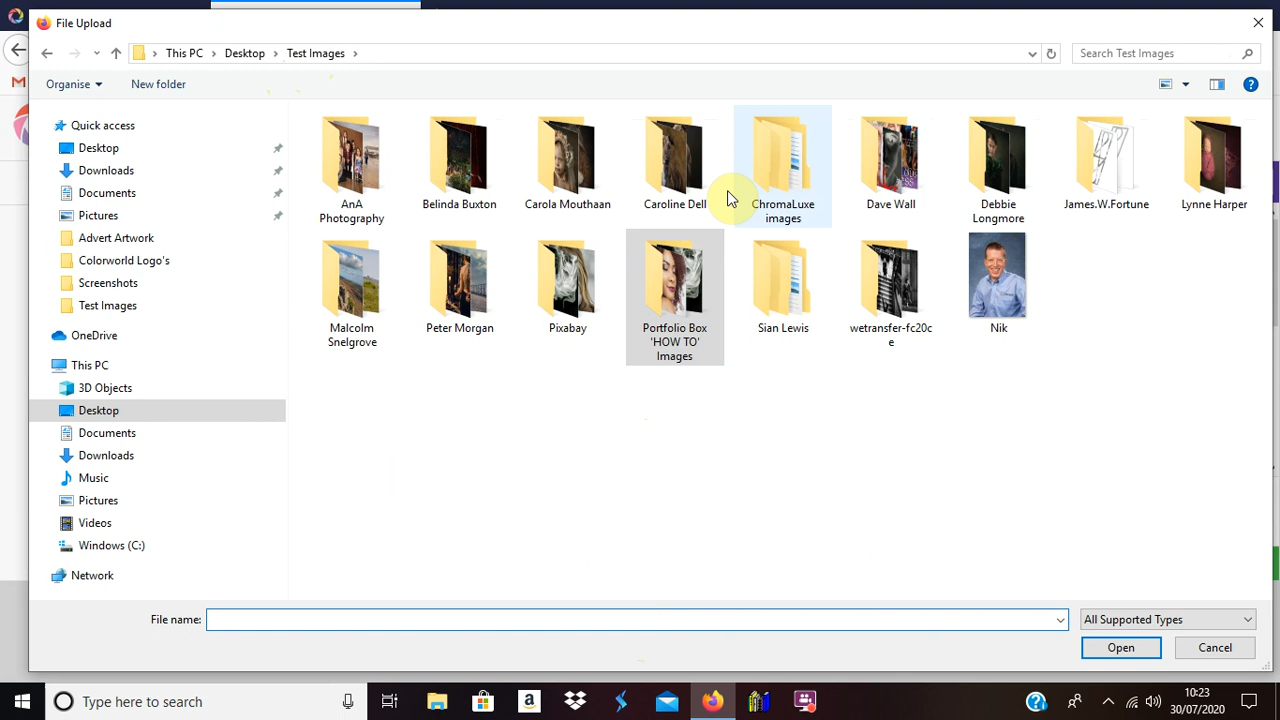 File Upload
This PC
Desktop
Test Images
Search Test Images
Organise
New folder
Quick access
Desktop
Downloads
Documents
Pictures
Advert Artwork
Colorworld Logo's
Screenshots
Test Images
OneDrive
This PC
3D Objects
Desktop
Documents
Downloads
Music
Pictures
Videos
Windows (C:)
Network
AnA
Photography
Belinda Buxton
Carola Mouthaan
Caroline Dell
ChromaLuxe
images
Dave Wall
Debbie
Longmore
James.W.Fortune
Lynne Harper
Malcolm
Snelgrove
Peter Morgan
Pixabay
Portfolio Box
'HOW TO'
Images
Sian Lewis
wetransfer-fc20c
e
Nik
File name:
All Supported Types
Open
Cancel
Type here to search
10:23
30/07/2020